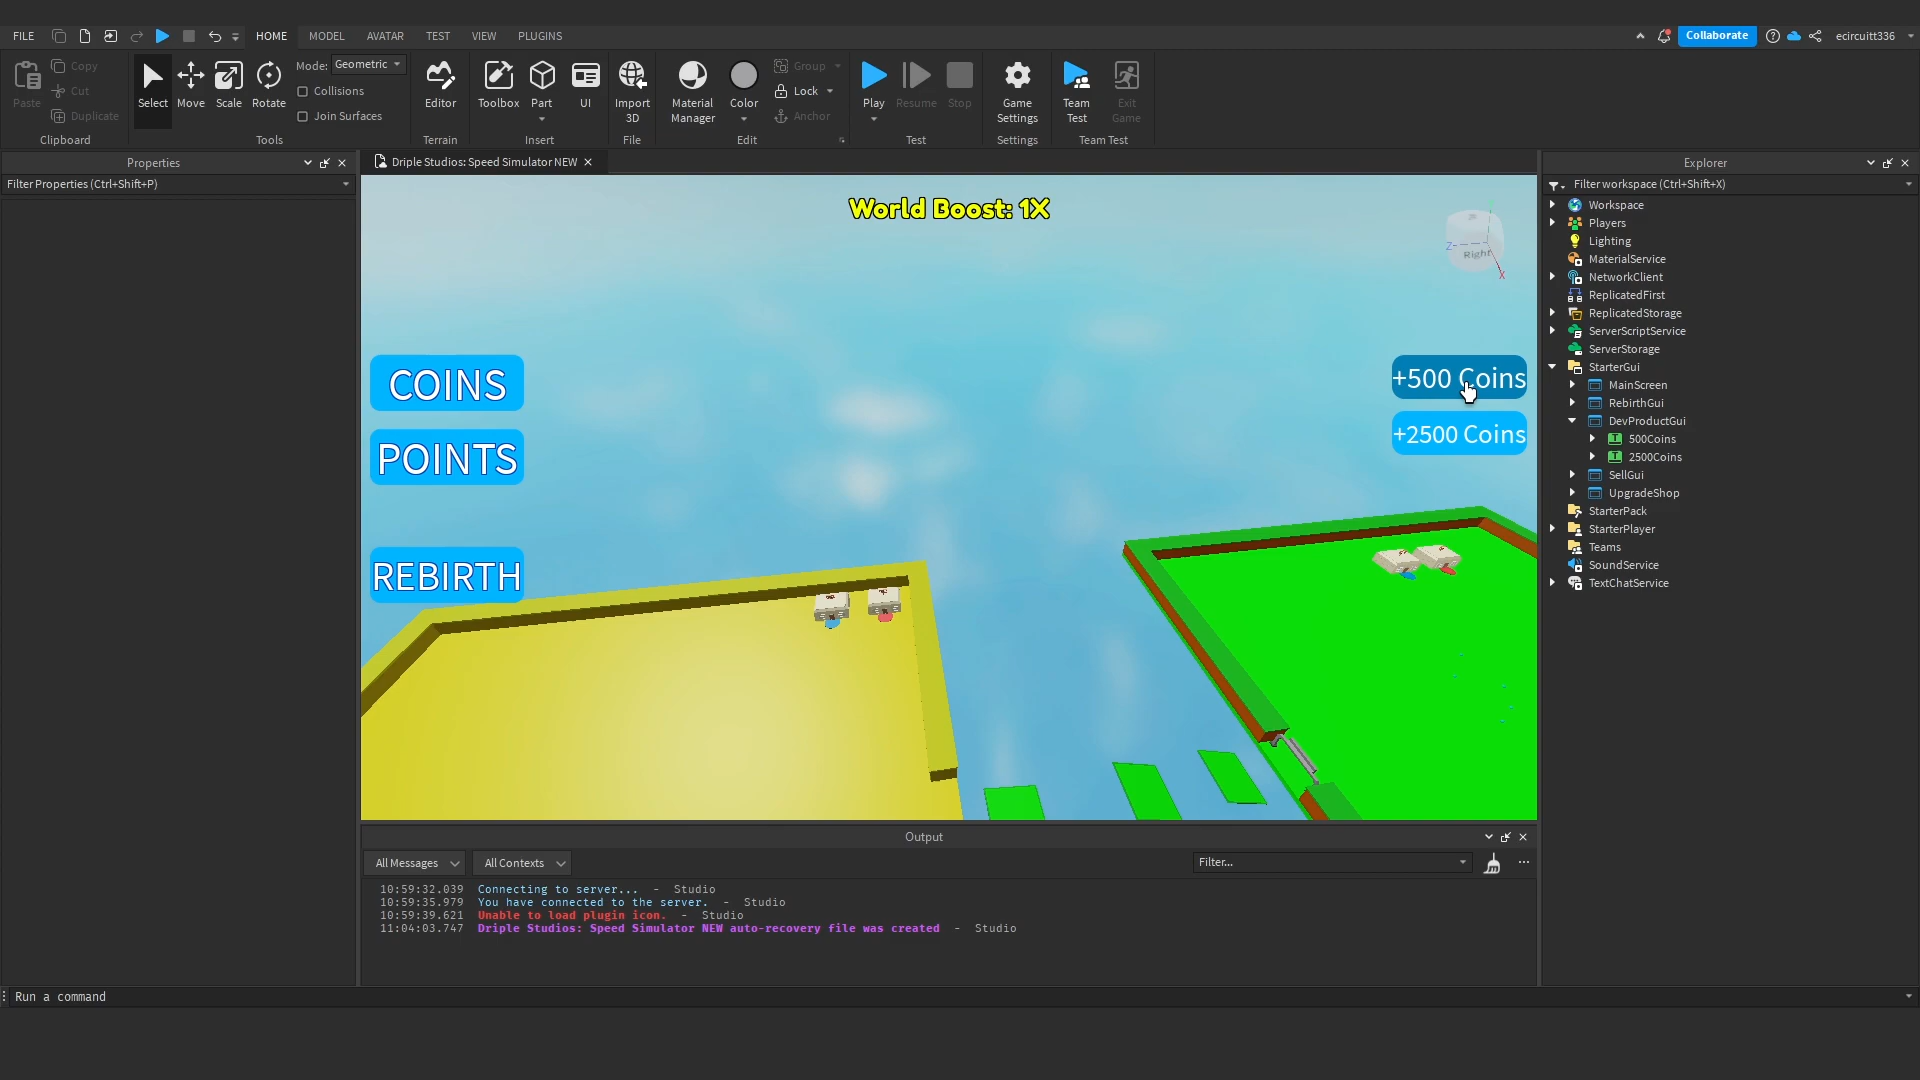 FILE
HOME
MODEL
AVATAR
TEST
VIEW
PLUGINS
Collaborate
ecircuitt336
Paste
Copy
Cut
Duplicate
Clipboard
Select
Move
Scale
Rotate
Mode: Geometric
Collisions
Join Surfaces
Tools
Editor
Terrain
Toolbox
Part
UI
Insert
Import 3D
File
Material Manager
Color
Group
Lock
Anchor
Edit
Play
Resume
Stop
Test
Game Settings
Settings
Team Test
Exit Game
Team Test
Properties
Filter Properties (Ctrl+Shift+P)
Driple Studios: Speed Simulator NEW
World Boost: 1X
Z
Right
X
COINS
POINTS
REBIRTH
+500 Coins
+2500 Coins
Explorer
Filter workspace (Ctrl+Shift+X)
Workspace
Players
Lighting
MaterialService
NetworkClient
ReplicatedFirst
ReplicatedStorage
ServerScriptService
ServerStorage
StarterGui
MainScreen
RebirthGui
DevProductGui
500Coins
2500Coins
SellGui
UpgradeShop
StarterPack
StarterPlayer
Teams
SoundService
TextChatService
Output
All Messages
All Contexts
Filter...
10:59:32.039 Connecting to server... - Studio
10:59:35.979 You have connected to the server. - Studio
10:59:39.621 Unable to load plugin icon. - Studio
11:04:03.747 Driple Studios: Speed Simulator NEW auto-recovery file was created - Studio
Run a command